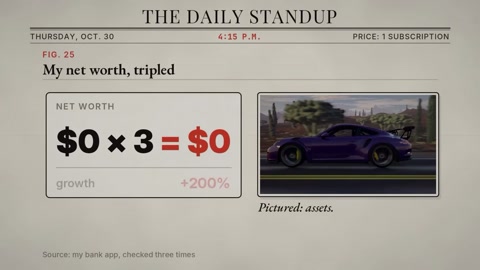 THE DAILY STANDUP
THURSDAY, OCT. 30 4:15 P.M. PRICE: 1 SUBSCRIPTION
FIG. 25
My net worth, tripled
NET WORTH
$0 × 3 = $0
growth +200%
Pictured: assets.
Source: my bank app, checked three times